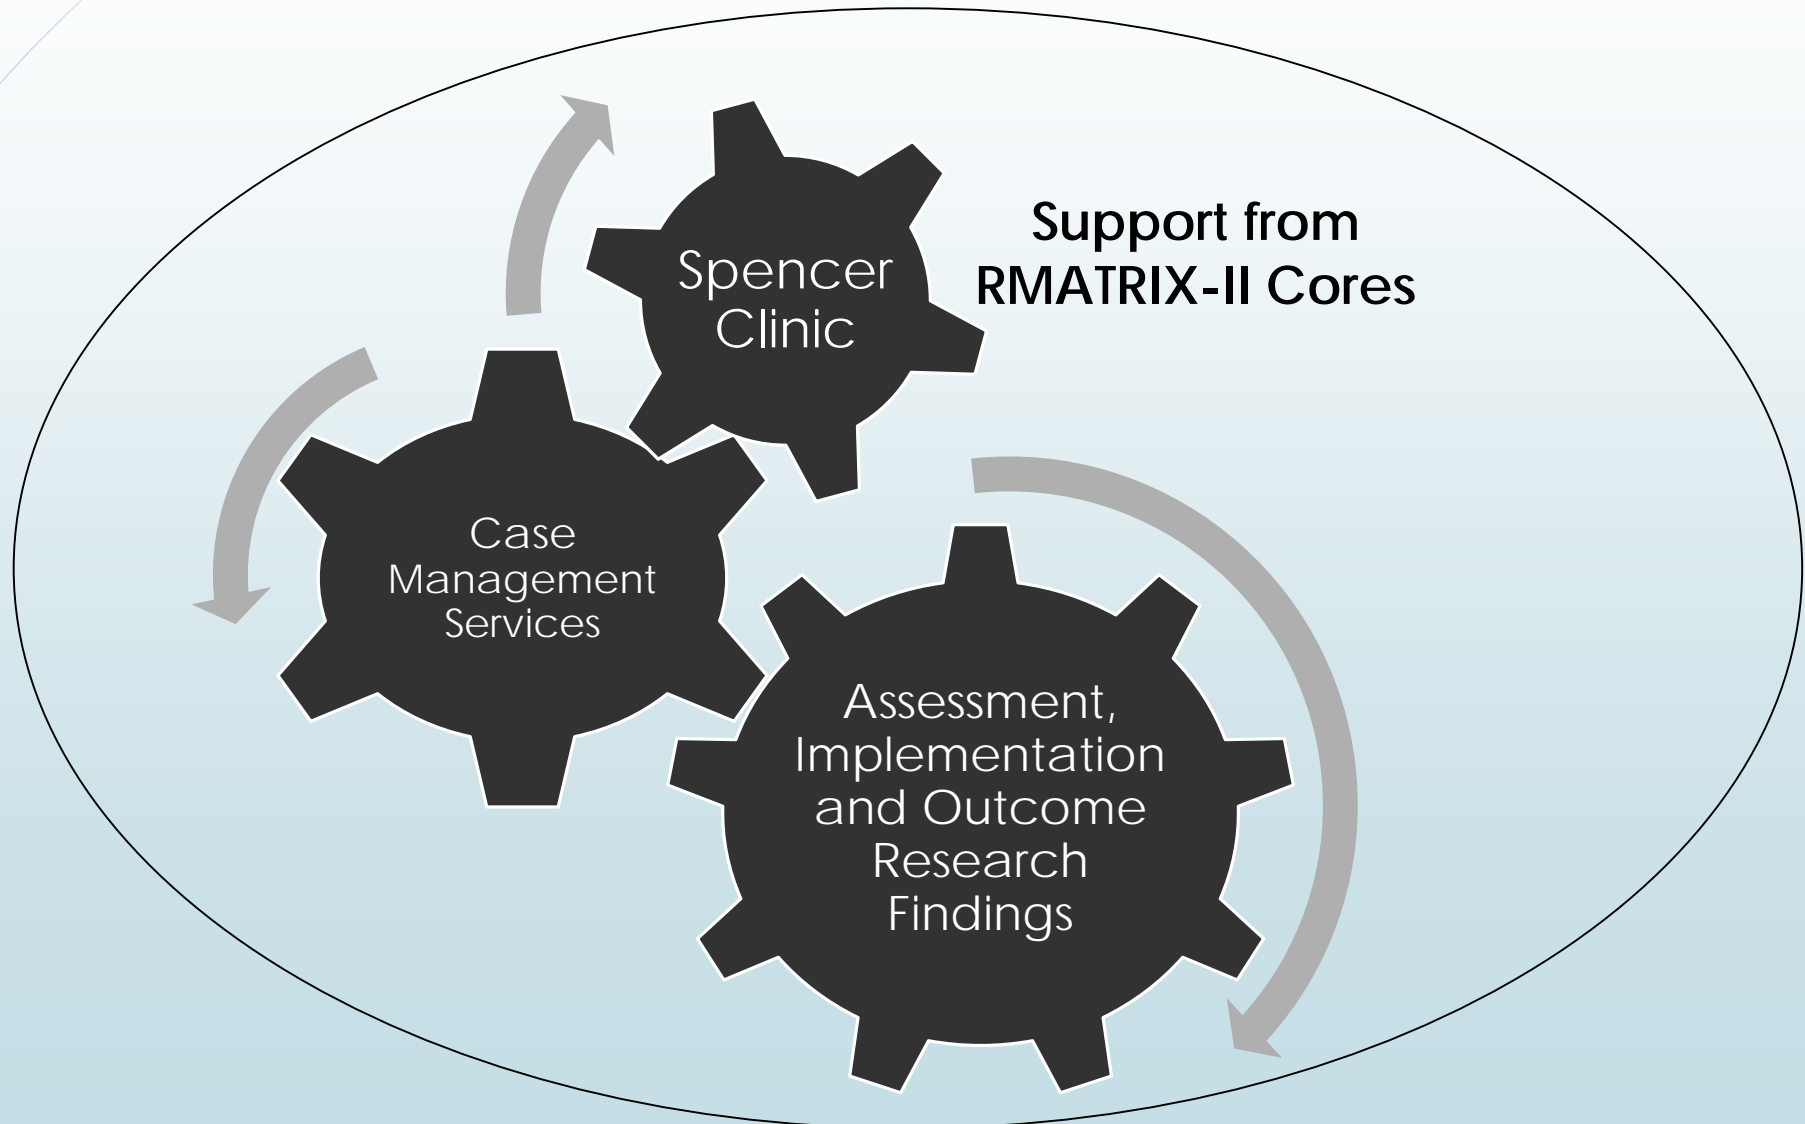 Spencer
Clinic
Support from
RMATRIX-II Cores
Case
Management
Services
Assessment,
Implementation
and Outcome
Research
Findings